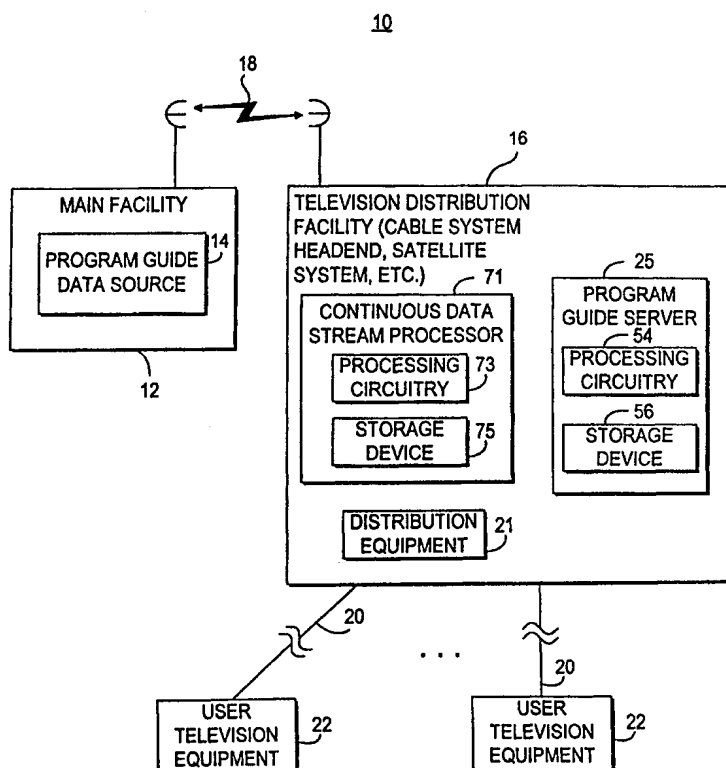 10
18
16
MAIN FACILITY
PROGRAM GUIDE
DATA SOURCE
14
12
TELEVISION DISTRIBUTION
FACILITY (CABLE SYSTEM
HEADEND, SATELLITE
SYSTEM, ETC.)
71
CONTINUOUS DATA
STREAM PROCESSOR
PROCESSING
CIRCUITRY
73
STORAGE
DEVICE
75
25
PROGRAM
GUIDE SERVER
54
PROCESSING
CIRCUITRY
56
STORAGE
DEVICE
DISTRIBUTION
EQUIPMENT
21
20
. . .
20
USER
TELEVISION
EQUIPMENT
22
USER
TELEVISION
EQUIPMENT
22